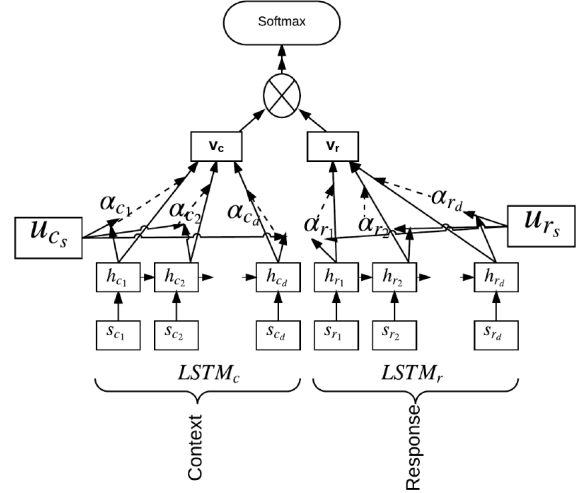 Softmax
v_c v_r
α_{c_1} α_{c_2} α_{c_d} α_{r_1} α_{r_2} α_{r_d}
u_{c_s} u_{r_s}
h_{c_1} h_{c_2} h_{c_d} h_{r_1} h_{r_2} h_{r_d}
s_{c_1} s_{c_2} s_{c_d} s_{r_1} s_{r_2} s_{r_d}
LSTM_c LSTM_r
Context
Response